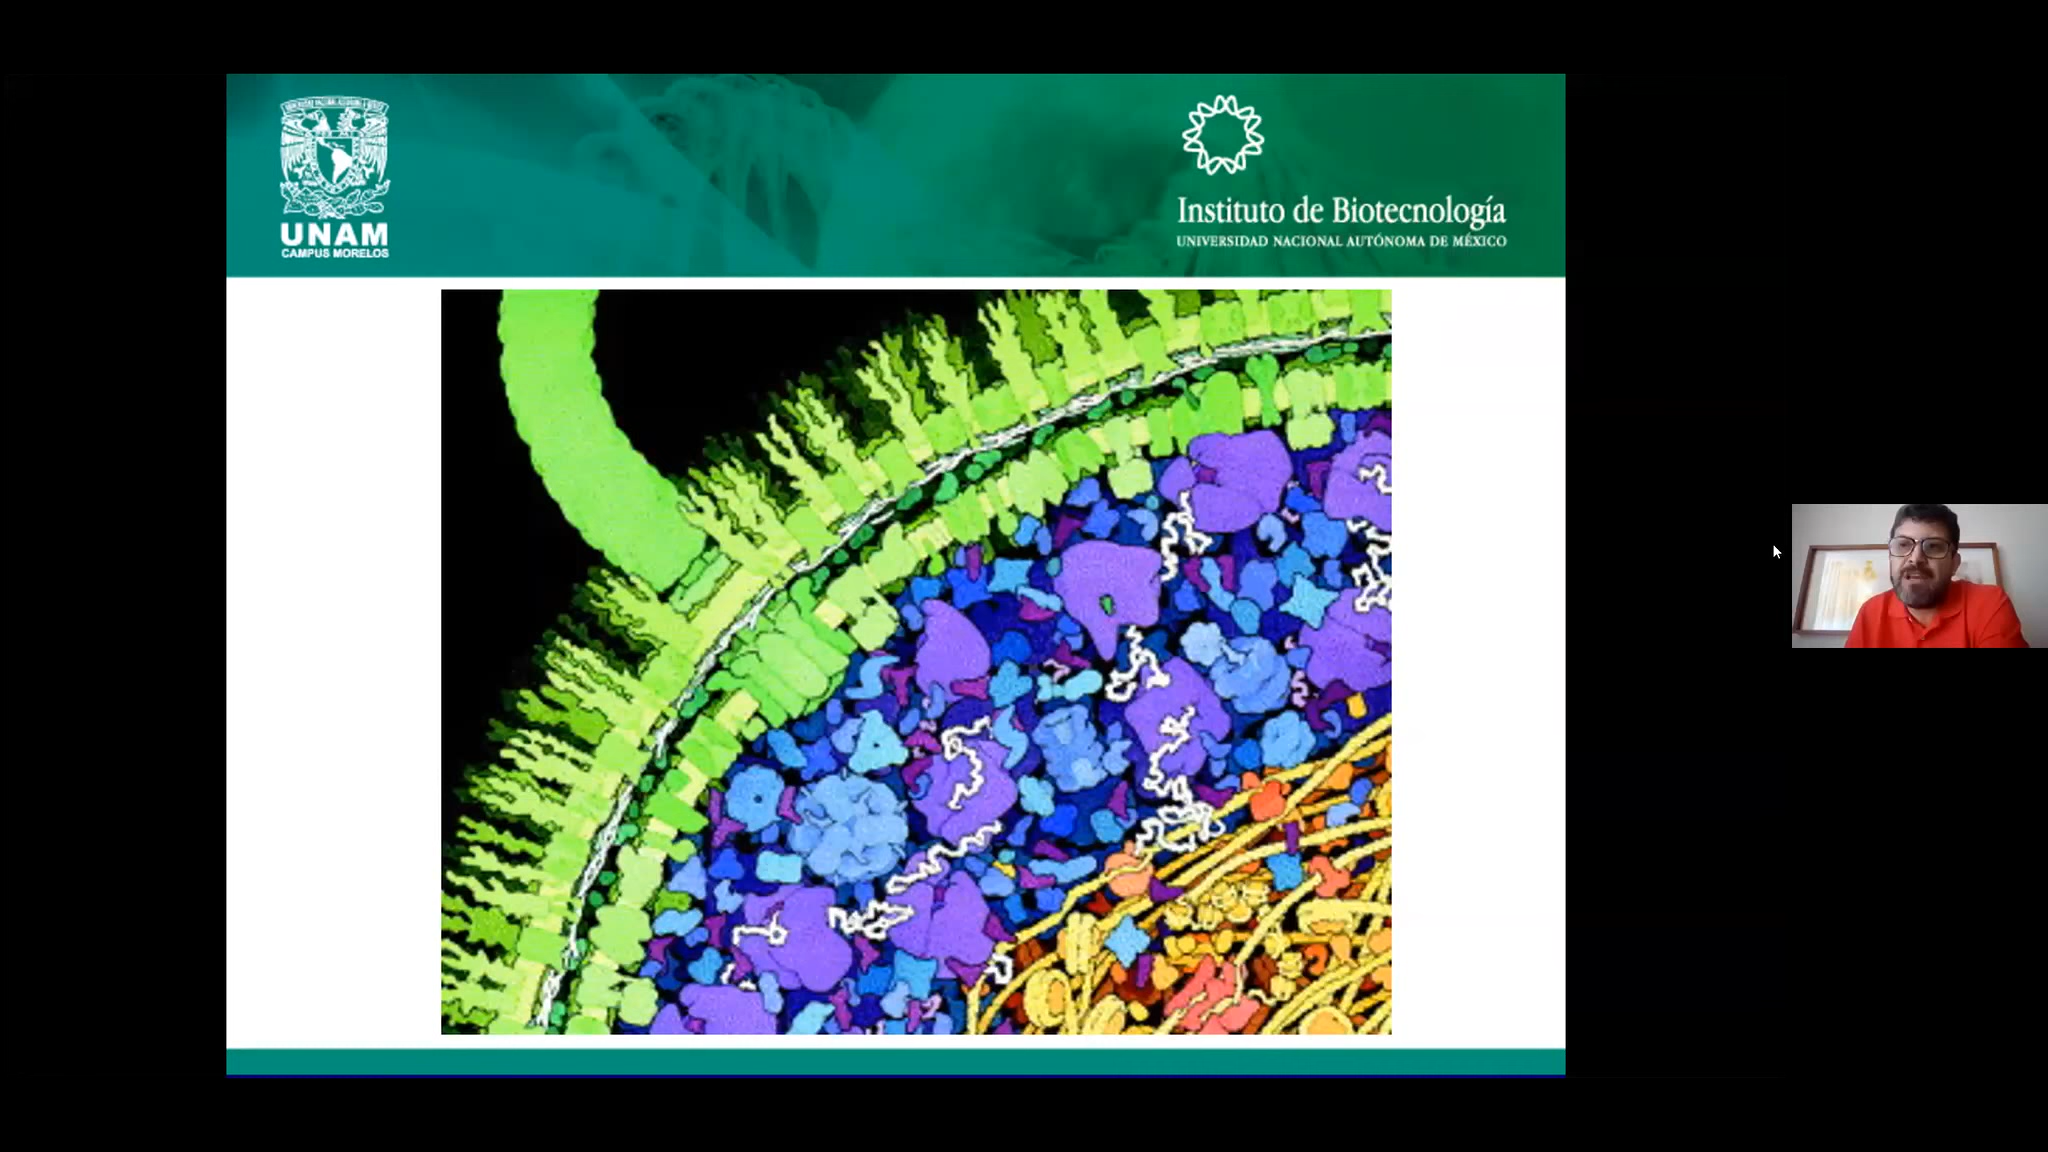 UNAM
CAMPUS MORELOS
Instituto de Biotecnología
UNIVERSIDAD NACIONAL AUTÓNOMA DE MÉXICO